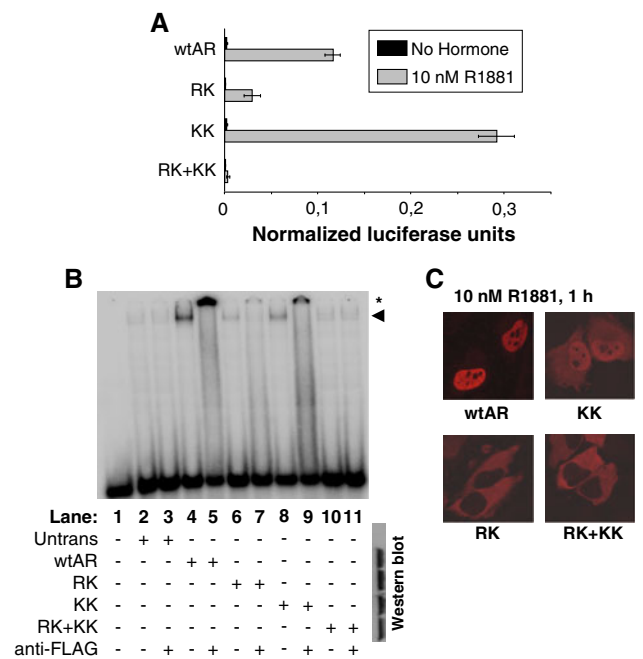 A
wtAR
RK
KK
RK+KK
No Hormone
10 nM R1881
0 0,1 0,2 0,3
Normalized luciferase units
B
*
Lane: 1 2 3 4 5 6 7 8 9 10 11
Untrans - + + - - - - - - - -
wtAR - - - + + - - - - - -
RK - - - - - + + - - - -
KK - - - - - - - + + - -
RK+KK - - - - - - - - - + +
anti-FLAG - - + - + - + - + - +
Western blot
C
10 nM R1881, 1 h
wtAR KK
RK RK+KK